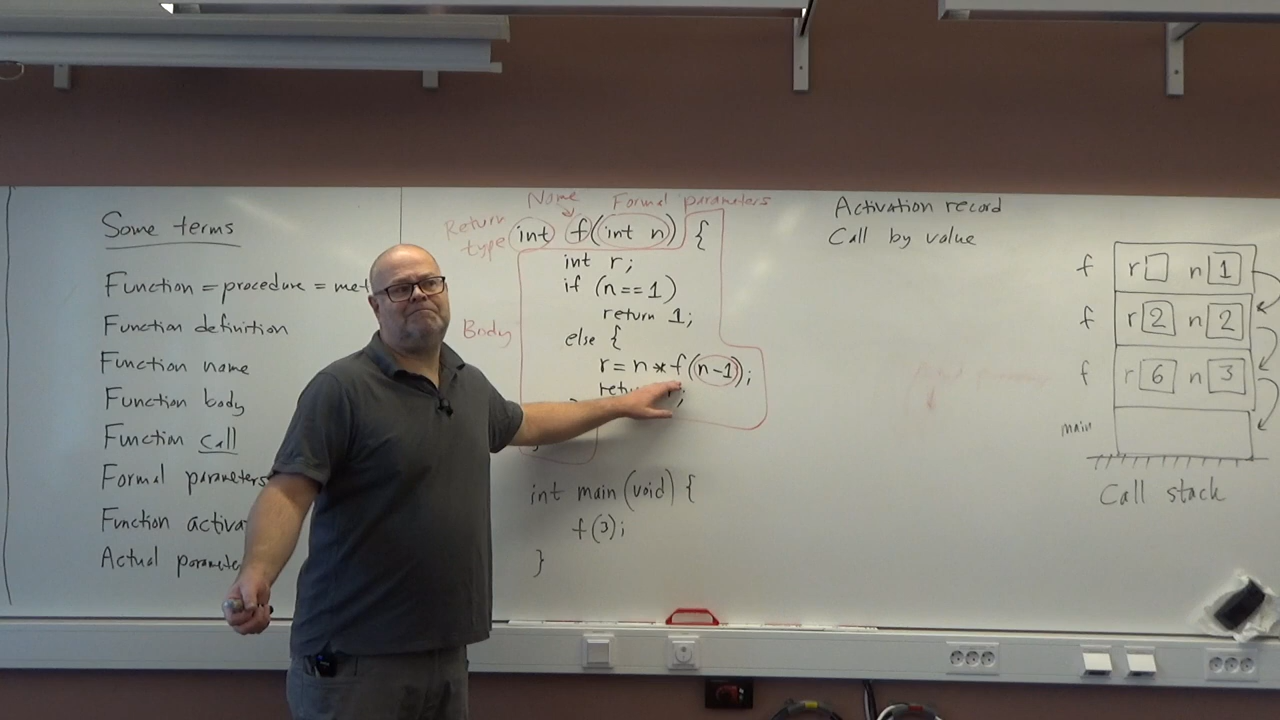 Some terms
Function = procedure = met
Function definition
Function name
Function body
Function call
Formal parameters
Function activa
Actual paramete
Name Formal parameters
Return type
int f(int n) {
int r;
if (n==1)
return 1;
else {
Body
r = n * f(n-1);
retu
}
int main (void) {
f(3);
}
Activation record
Call by value
f r n 1
f r 2 n 2
f r 6 n 3
main
Call stack